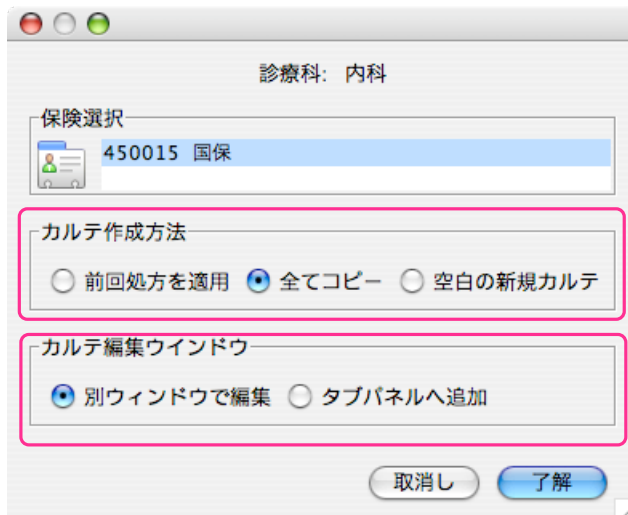 診療科: 内科
保険選択
450015 国保
カルテ作成方法
前回処方を適用 全てコピー 空白の新規カルテ
カルテ編集ウインドウ
別ウィンドウで編集 タブパネルへ追加
取消し 了解